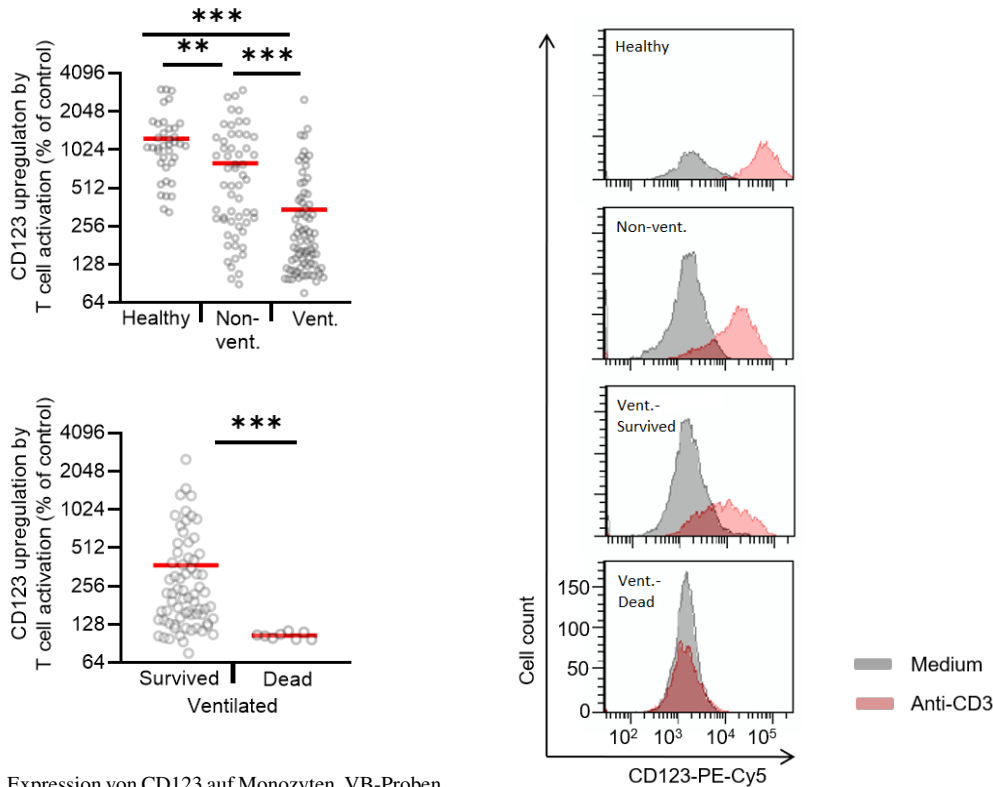 ***
**
***
CD123 upregulaton by
T cell activation (% of control)
4096
2048
1024
512
256
128
64
Healthy
Non-
vent.
Vent.
***
CD123 upregulation by
T cell activation (% of control)
4096
2048
1024
512
256
128
64
Survived
Dead
Ventilated
Expression von CD123 auf Monozyten. VB-Proben
Healthy
Non-vent.
Vent.-
Survived
Vent.-
Dead
150
100
50
0
10² 10³ 10⁴ 10⁵
Cell count
CD123-PE-Cy5
Medium
Anti-CD3